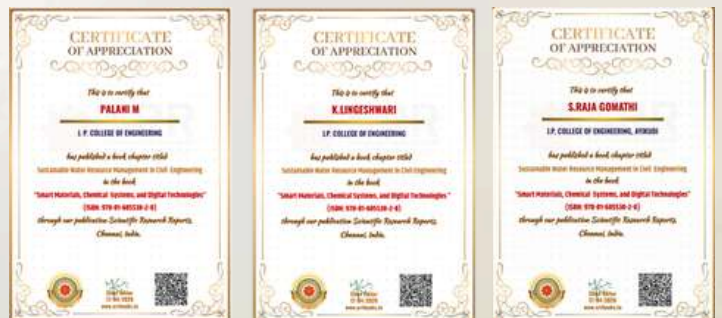 CERTIFICATE
OF APPRECIATION
This is to certify that
PALANI M
J. P. COLLEGE OF ENGINEERING
has published a book chapter titled
Sustainable Water Resource Management in Civil Engineering
in the book
"Smart Materials, Chemical Systems, and Digital Technologies"
through our publication Scientific Research Reports,
Chennai, India.
CERTIFICATE
OF APPRECIATION
This is to certify that
K.LINGESHWARI
J.P. COLLEGE OF ENGINEERING
has published a book chapter titled
Sustainable Water Resource Management in Civil Engineering
in the book
"Smart Materials, Chemical Systems, and Digital Technologies "
through our publication Scientific Research Reports,
Chennai, India.
CERTIFICATE
OF APPRECIATION
This is to certify that
S.RAJA GOMATHI
J.P. COLLEGE OF ENGINEERING, AYIKUDI
has published a book chapter titled
Sustainable Water Resource Management in Civil Engineering
in the book
"Smart Materials, Chemical Systems, and Digital Technologies"
through our publication Scientific Research Reports,
Chennai, India.